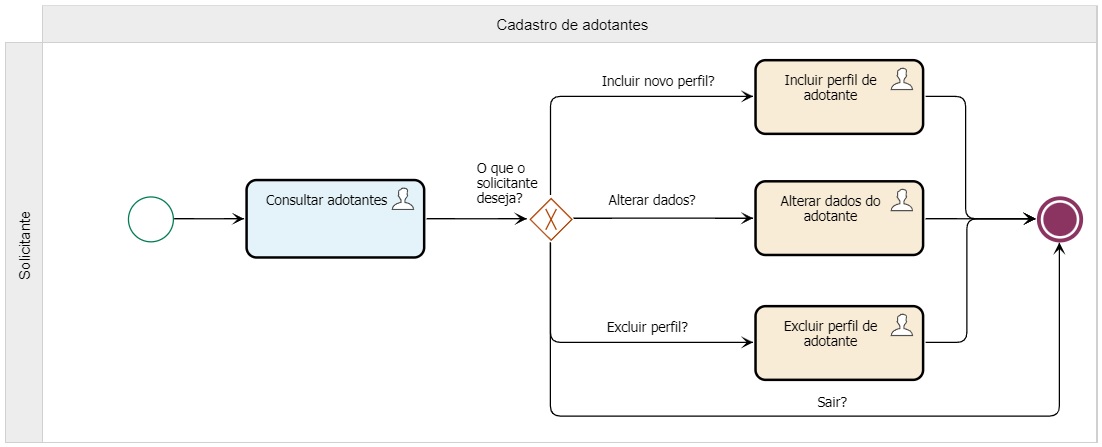 Cadastro de adotantes
Solicitante
Consultar adotantes
O que o
solicitante
deseja?
X
Incluir novo perfil?
Incluir perfil de
adotante
Alterar dados?
Alterar dados do
adotante
Excluir perfil?
Excluir perfil de
adotante
Sair?